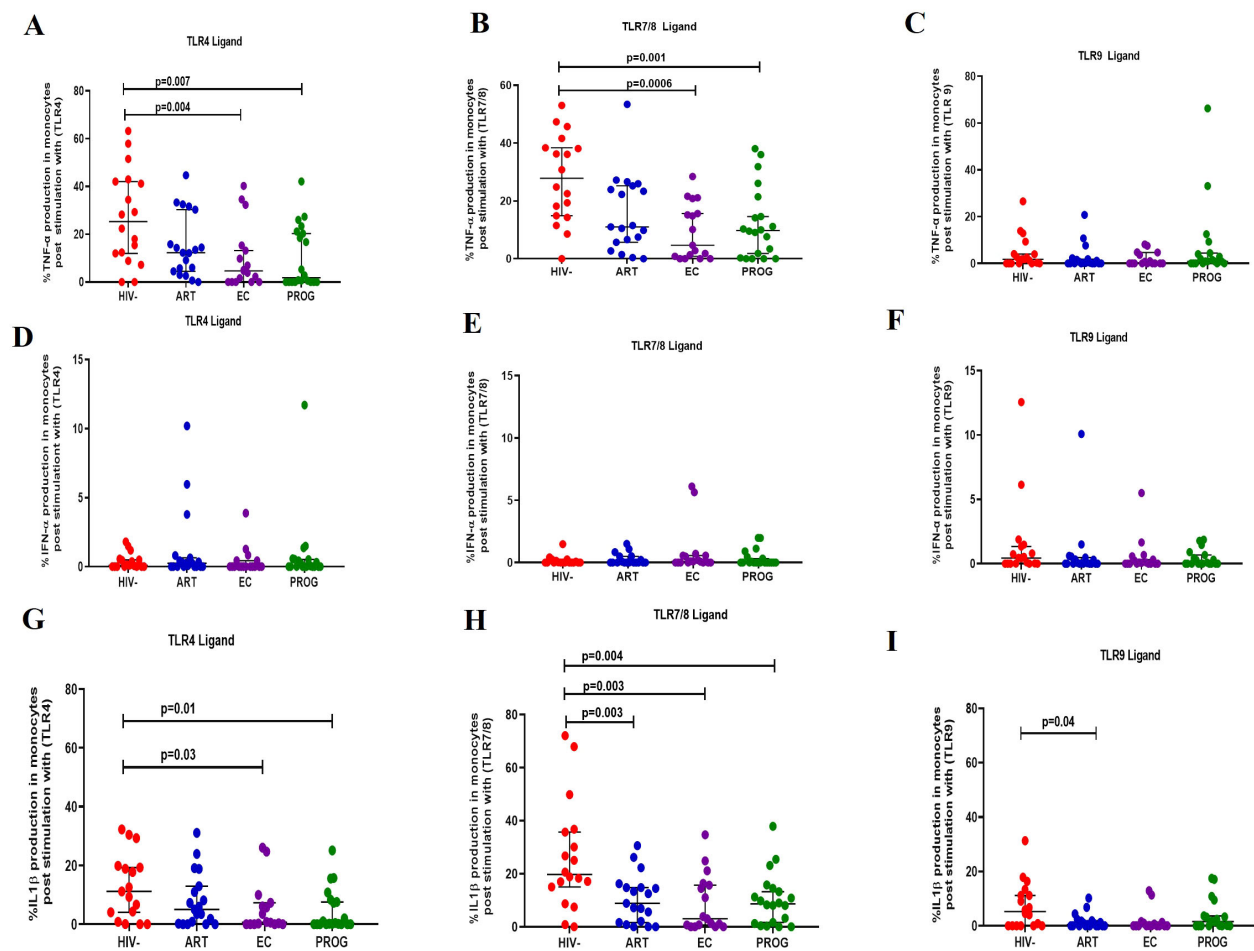 A
TLR4 Ligand
p=0.007
p=0.004
% TNF-α production in monocytes
post stimulation with (TLR4)
80
60
40
20
0
HIV- ART EC PROG
B
TLR7/8 Ligand
p=0.001
p=0.0006
% TNF-α production in monocytes
post stimulation with (TLR7/8)
60
40
20
0
HIV- ART EC PROG
C
TLR9 Ligand
% TNF-α production in monocytes
post stimulation with (TLR 9)
80
60
40
20
0
HIV- ART EC PROG
D
TLR4 Ligand
%IFN-α production in monocytes
post stimulationt with (TLR4)
15
10
5
0
HIV- ART EC PROG
E
TLR7/8 Ligand
%IFN-α production in monocytes
post stimulation with (TLR7/8)
15
10
5
0
HIV- ART EC PROG
F
TLR9 Ligand
%IFN-α production in monocytes
post stimulation with (TLR9)
15
10
5
0
HIV- ART EC PROG
G
TLR4 Ligand
p=0.01
p=0.03
%IL1β production in monocytes
post stimulation with (TLR4)
80
60
40
20
0
HIV- ART EC PROG
H
TLR7/8 Ligand
p=0.004
p=0.003
p=0.003
%IL1β production in monocytes
post stimulation with (TLR7/8)
80
60
40
20
0
HIV- ART EC PROG
I
TLR9 Ligand
p=0.04
%IL1β production in monocytes
post stimulation with (TLR9)
80
60
40
20
0
HIV- ART EC PROG